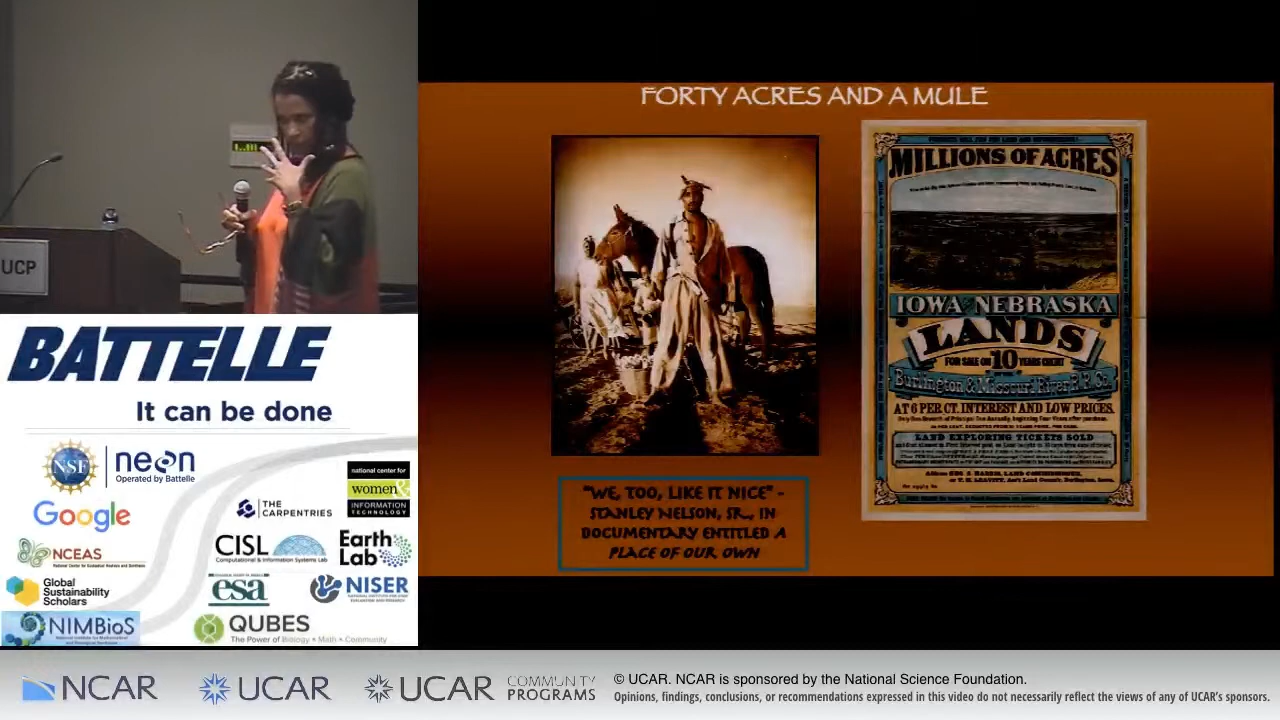 FORTY ACRES AND A MULE
MILLIONS OF ACRES
IOWA & NEBRASKA
LANDS
FOR SALE ON 10 YEARS CREDIT
Burlington & Missouri River R.R. Co.
AT 6 PER CT. INTEREST AND LOW PRICES.
LAND EXPLORING TICKETS SOLD
"WE, TOO, LIKE IT NICE" -
STANLEY NELSON, SR., IN
DOCUMENTARY ENTITLED A
PLACE OF OUR OWN
UCP
BATTELLE
It can be done
NSF
neon
Operated by Battelle
national center for
women &
INFORMATION
TECHNOLOGY
Google
THE
CARPENTRIES
NCEAS
CISL
Computational & Information Systems Lab
Earth
Lab
Global
Sustainability
Scholars
esa
NISER
NIMBioS
QUBES
The Power of Biology • Math • Community
NCAR
UCAR
UCAR
COMMUNITY
PROGRAMS
© UCAR. NCAR is sponsored by the National Science Foundation.
Opinions, findings, conclusions, or recommendations expressed in this video do not necessarily reflect the views of any of UCAR's sponsors.